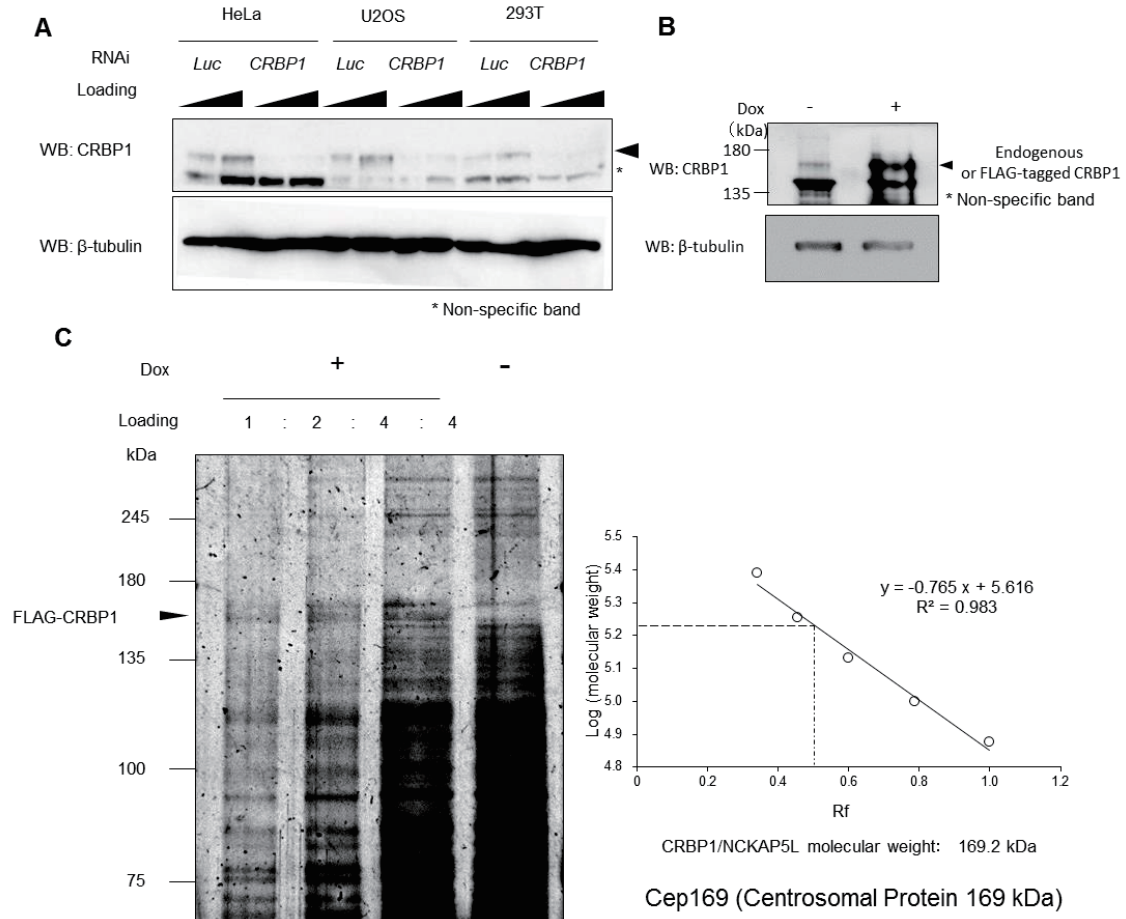 A
HeLa U2OS 293T
RNAi Luc CRBP1 Luc CRBP1 Luc CRBP1
Loading
WB: CRBP1
*
WB: β-tubulin
* Non-specific band
B
Dox - +
(kDa)
180
WB: CRBP1
135
Endogenous
or FLAG-tagged CRBP1
* Non-specific band
WB: β-tubulin
C
Dox + -
Loading 1 : 2 : 4 : 4
kDa
245
180
FLAG-CRBP1
135
100
75
5.5
5.4
5.3
5.2
5.1
5.0
4.9
4.8
Log (molecular weight)
y = -0.765 x + 5.616
R² = 0.983
0 0.2 0.4 0.6 0.8 1.0 1.2
Rf
CRBP1/NCKAP5L molecular weight: 169.2 kDa
Cep169 (Centrosomal Protein 169 kDa)